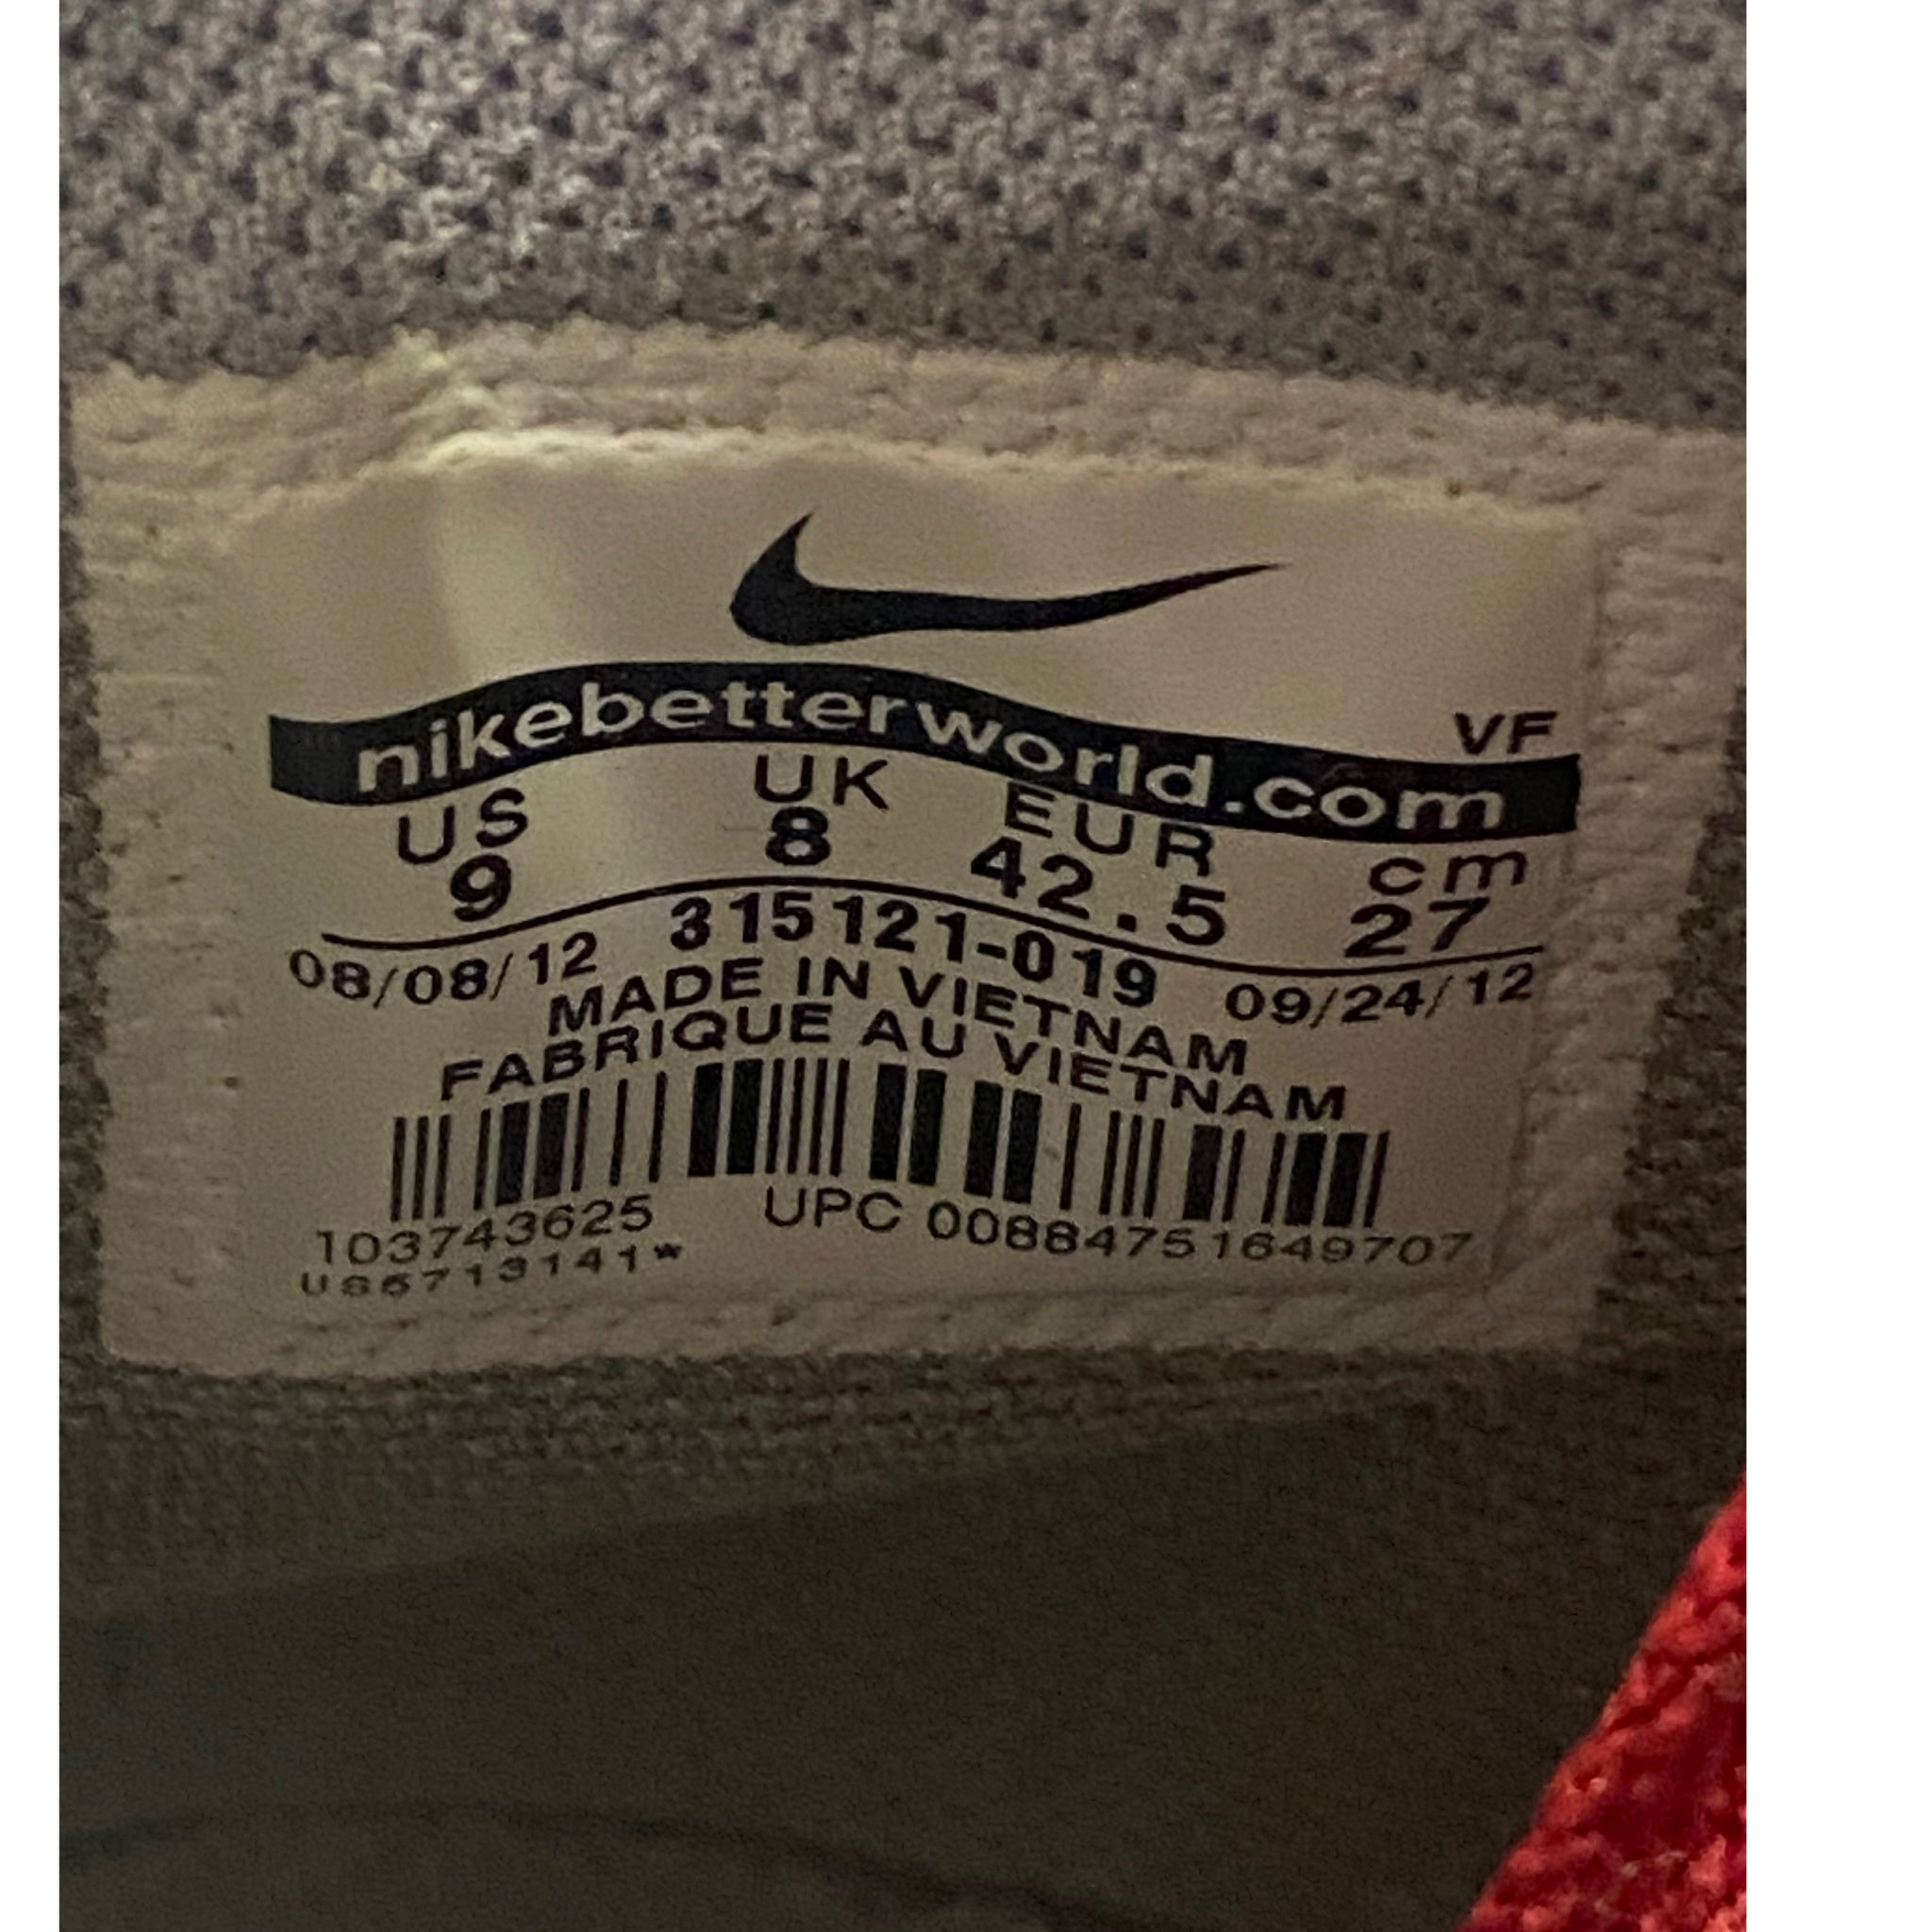 nikebetterworld.com VF
US UK EUR cm
9 8 42.5 27
08/08/12 315121-019 09/24/12
MADE IN VIETNAM
FABRIQUE AU VIETNAM
103743625 UPC 00884751649707
US5713141*